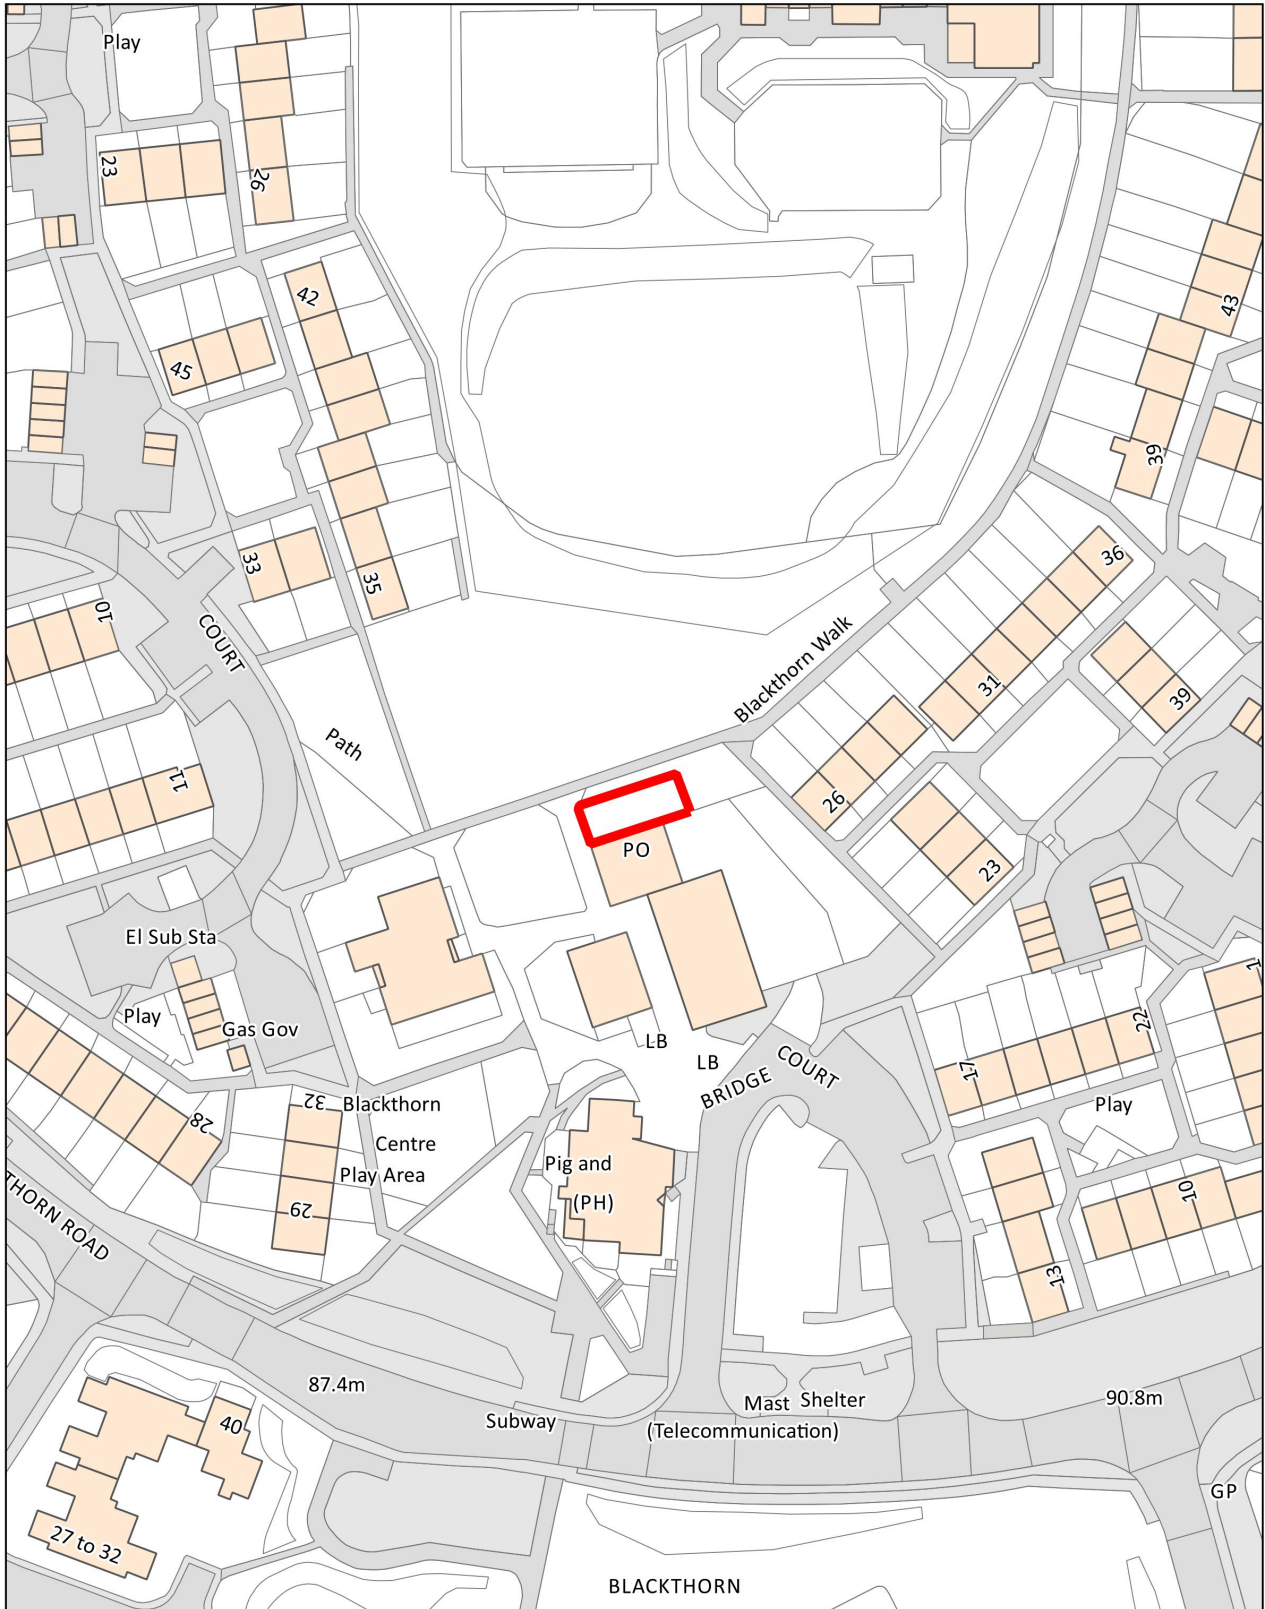 Play
23
26
42
43
45
39
36
33
35
10
COURT
31
Blackthorn Walk
39
Path
11
26
PO
23
El Sub Sta
1
Play
Gas Gov
LB
LB
COURT
BRIDGE
22
17
32
Blackthorn
Play
28
Centre
Pig and
Play Area
(PH)
10
29
THORN ROAD
13
87.4m
90.8m
Mast
Shelter
40
Subway
(Telecommunication)
GP
27 to 32
BLACKTHORN